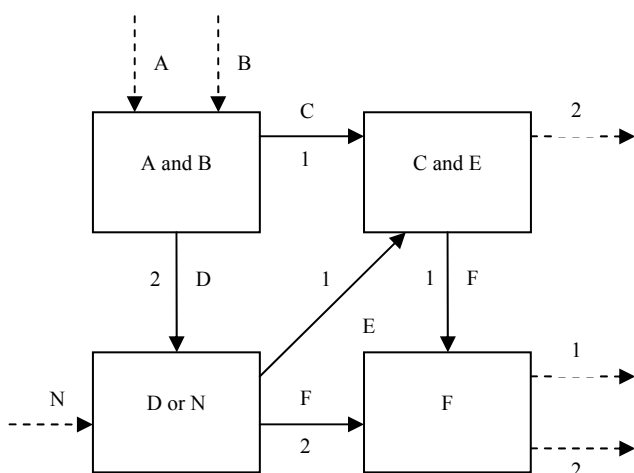 A B
C 2
A and B C and E
1
2 D 1 1 F
E 1
N D or N F F
2 2